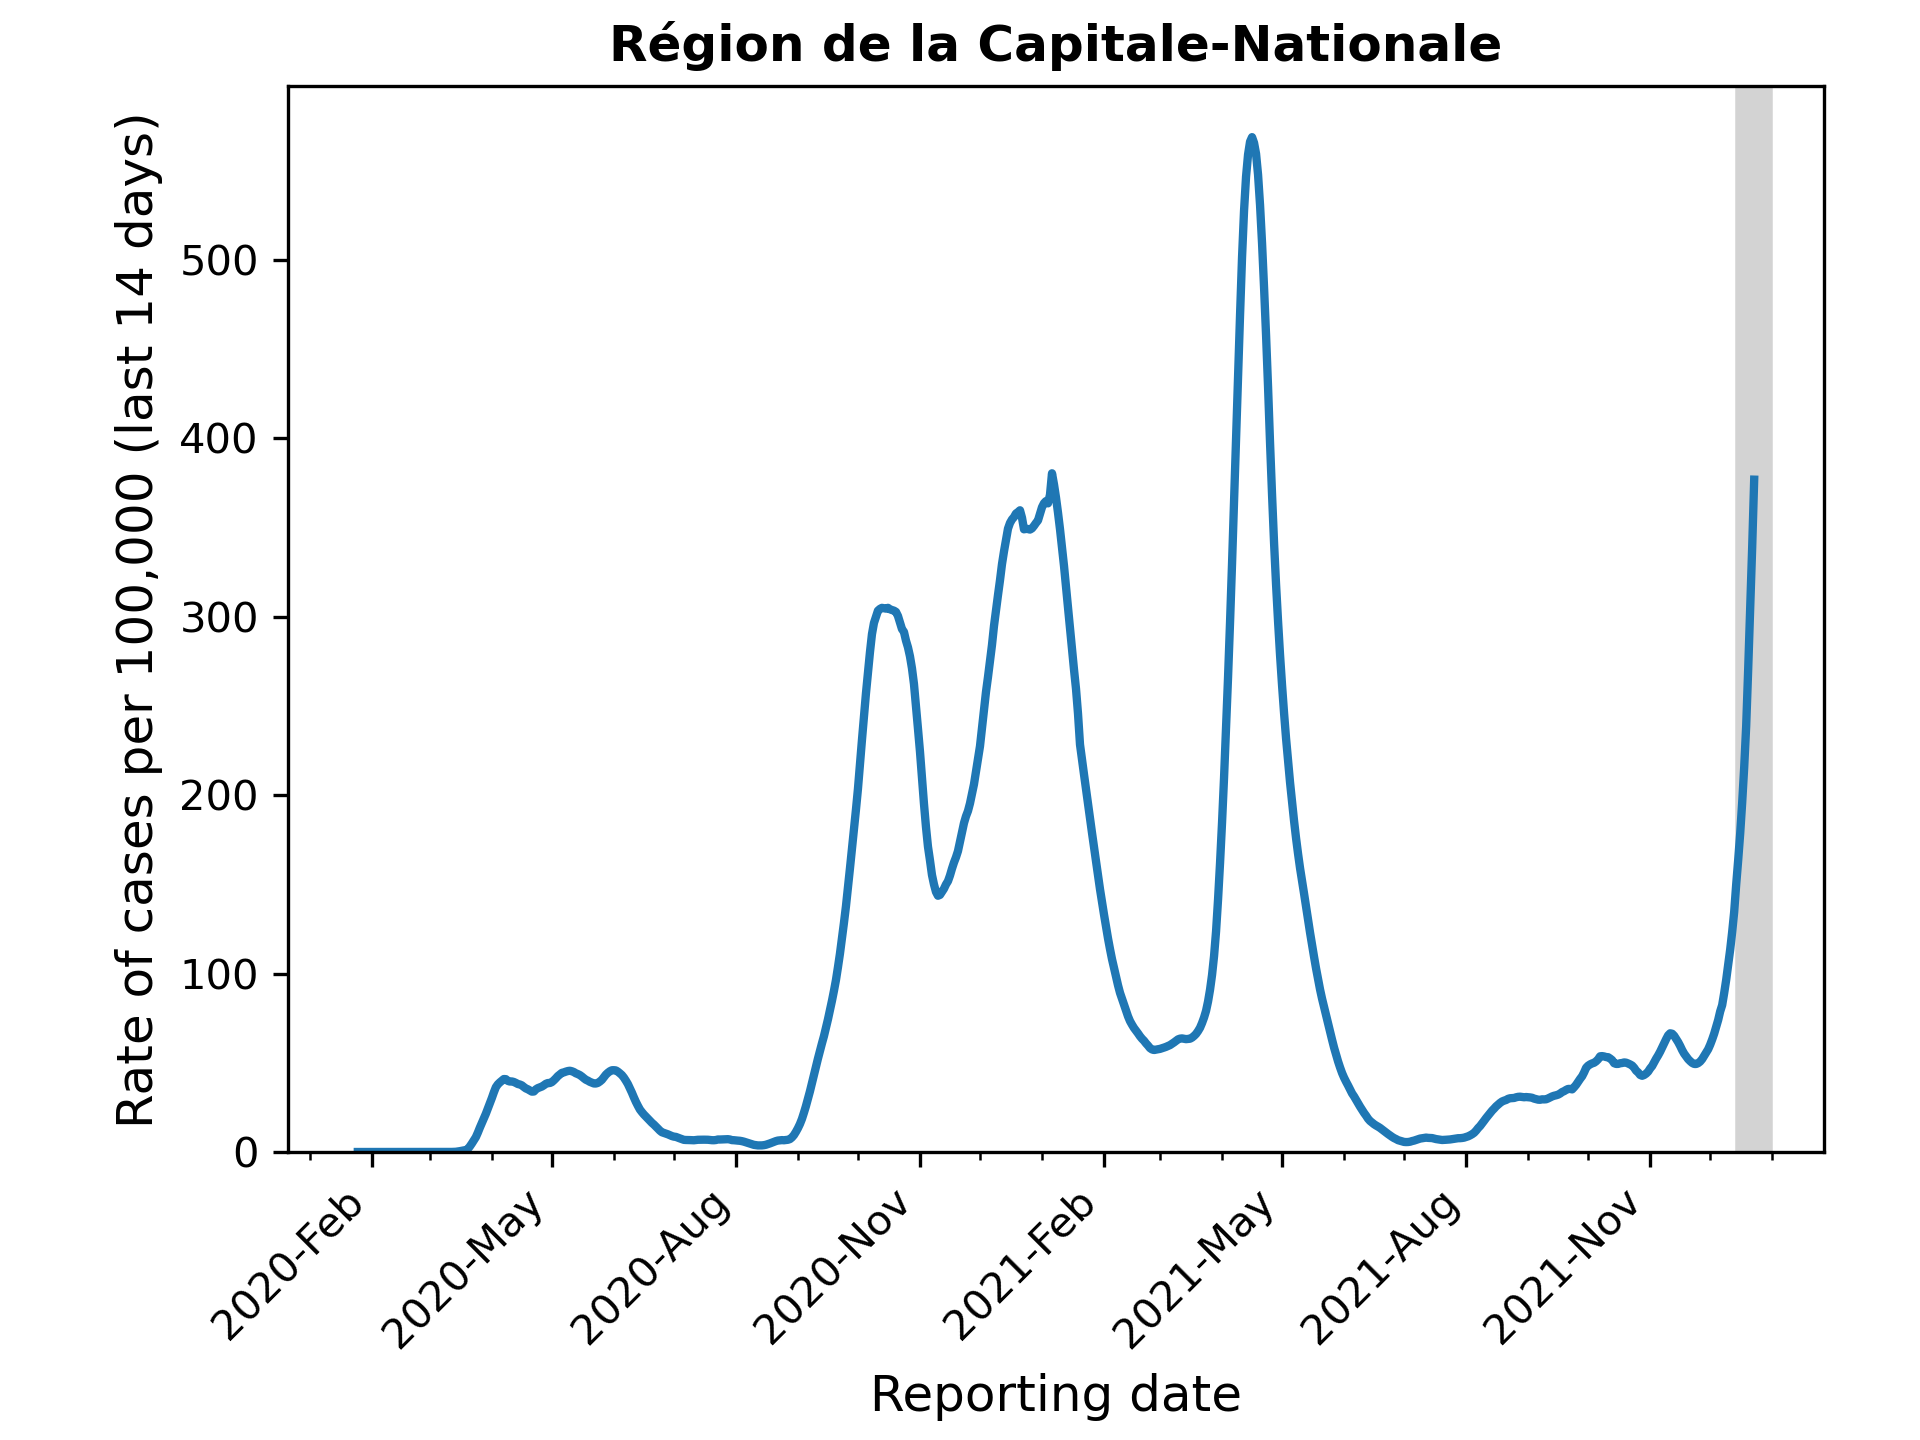 Région de la Capitale-Nationale
Rate of cases per 100,000 (last 14 days)
500
400
300
200
100
0
2020-Feb
2020-May
2020-Aug
2020-Nov
2021-Feb
2021-May
2021-Aug
2021-Nov
Reporting date